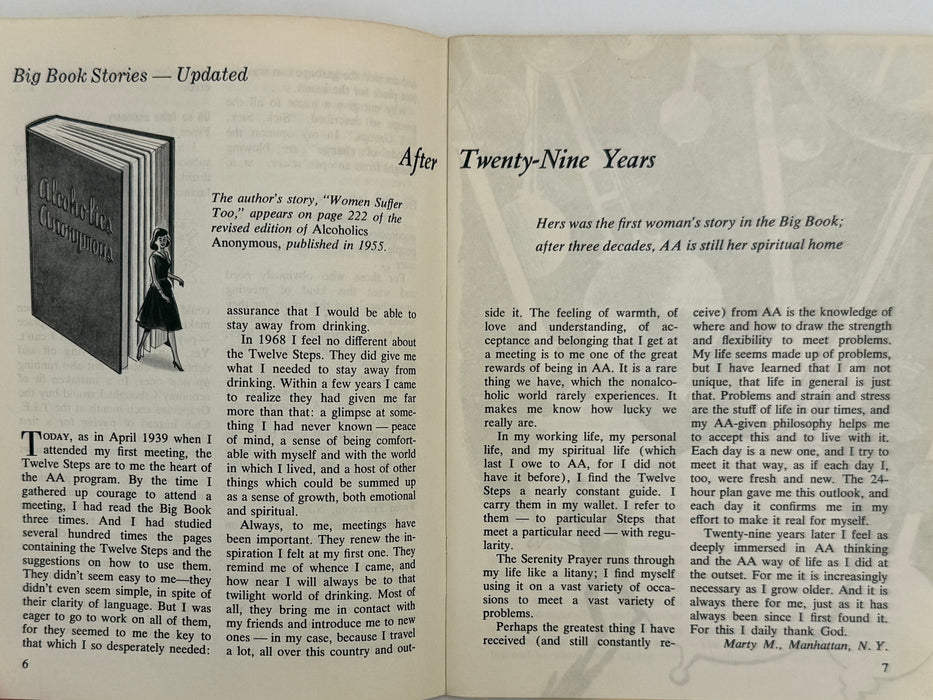 Big Book Stories — Updated
Alcoholics
Anonymous
After Twenty-Nine Years
The author's story, "Women Suffer
Too," appears on page 222 of the
revised edition of Alcoholics
Anonymous, published in 1955.
Hers was the first woman's story in the Big Book;
after three decades, AA is still her spiritual home
TODAY, as in April 1939 when I
attended my first meeting, the
Twelve Steps are to me the heart of
the AA program. By the time I
gathered up courage to attend a
meeting, I had read the Big Book
three times. And I had studied
several hundred times the pages
containing the Twelve Steps and the
suggestions on how to use them.
They didn't seem easy to me—they
didn't even seem simple, in spite of
their clarity of language. But I was
eager to go to work on all of them,
for they seemed to me the key to
that which I so desperately needed:
6
assurance that I would be able to
stay away from drinking.
In 1968 I feel no different about
the Twelve Steps. They did give me
what I needed to stay away from
drinking. Within a few years I came
to realize they had given me far
more than that: a glimpse at some-
thing I had never known — peace
of mind, a sense of being comfort-
able with myself and with the world
in which I lived, and a host of other
things which could be summed up
as a sense of growth, both emotional
and spiritual.
Always, to me, meetings have
been important. They renew the in-
spiration I felt at my first one. They
remind me of whence I came, and
how near I will always be to that
twilight world of drinking. Most of
all, they bring me in contact with
my friends and introduce me to new
ones — in my case, because I travel
a lot, all over this country and out-
side it. The feeling of warmth, of
love and understanding, of ac-
ceptance and belonging that I get at
a meeting is to me one of the great
rewards of being in AA. It is a rare
thing we have, which the nonalco-
holic world rarely experiences. It
makes me know how lucky we
really are.
In my working life, my personal
life, and my spiritual life (which
last I owe to AA, for I did not
have it before), I find the Twelve
Steps a nearly constant guide. I
carry them in my wallet. I refer to
them — to particular Steps that
meet a particular need — with regu-
larity.
The Serenity Prayer runs through
my life like a litany; I find myself
using it on a vast variety of occa-
sions to meet a vast variety of
problems.
Perhaps the greatest thing I have
received (and still constantly re-
ceive) from AA is the knowledge of
where and how to draw the strength
and flexibility to meet problems.
My life seems made up of problems,
but I have learned that I am not
unique, that life in general is just
that. Problems and strain and stress
are the stuff of life in our times, and
my AA-given philosophy helps me
to accept this and to live with it.
Each day is a new one, and I try to
meet it that way, as if each day I,
too, were fresh and new. The 24-
hour plan gave me this outlook, and
each day it confirms me in my
effort to make it real for myself.
Twenty-nine years later I feel as
deeply immersed in AA thinking
and the AA way of life as I did at
the outset. For me it is increasingly
necessary as I grow older. And it is
always there for me, just as it has
always been since I first found it.
For this I daily thank God.
Marty M., Manhattan, N. Y.
7